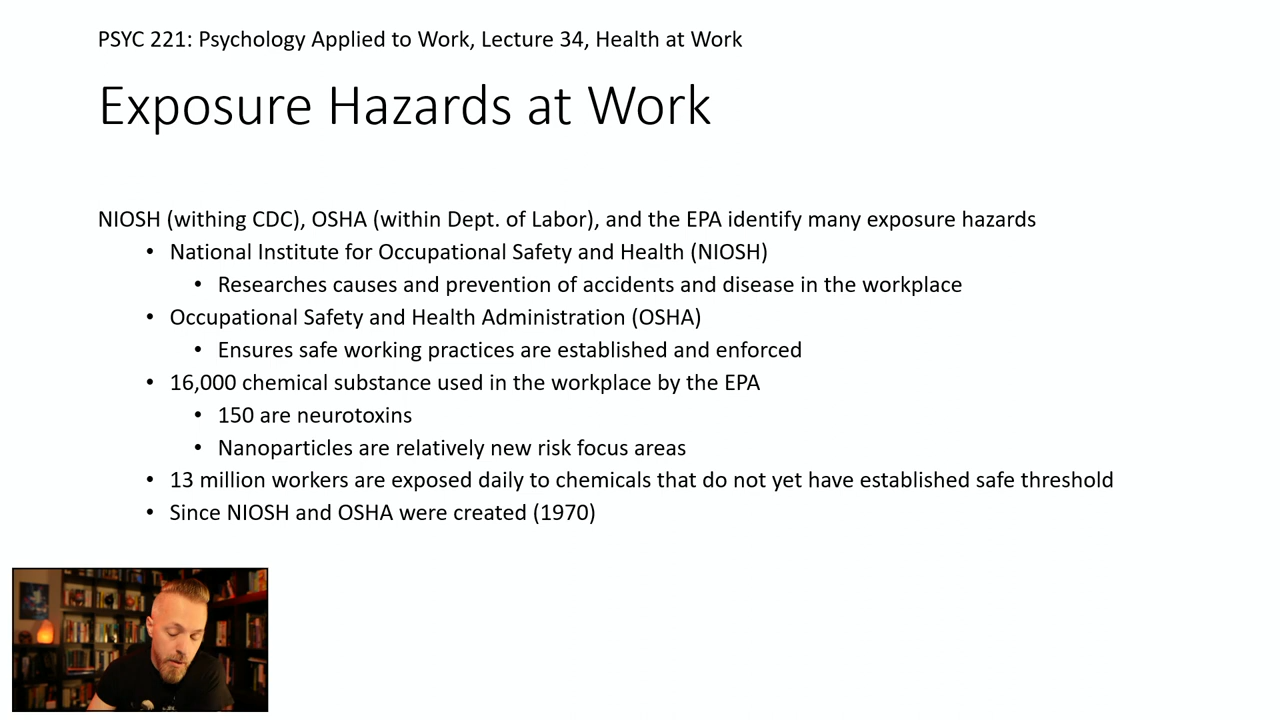 PSYC 221: Psychology Applied to Work, Lecture 34, Health at Work
Exposure Hazards at Work
NIOSH (withing CDC), OSHA (within Dept. of Labor), and the EPA identify many exposure hazards
• National Institute for Occupational Safety and Health (NIOSH)
• Researches causes and prevention of accidents and disease in the workplace
• Occupational Safety and Health Administration (OSHA)
• Ensures safe working practices are established and enforced
• 16,000 chemical substance used in the workplace by the EPA
• 150 are neurotoxins
• Nanoparticles are relatively new risk focus areas
• 13 million workers are exposed daily to chemicals that do not yet have established safe threshold
• Since NIOSH and OSHA were created (1970)